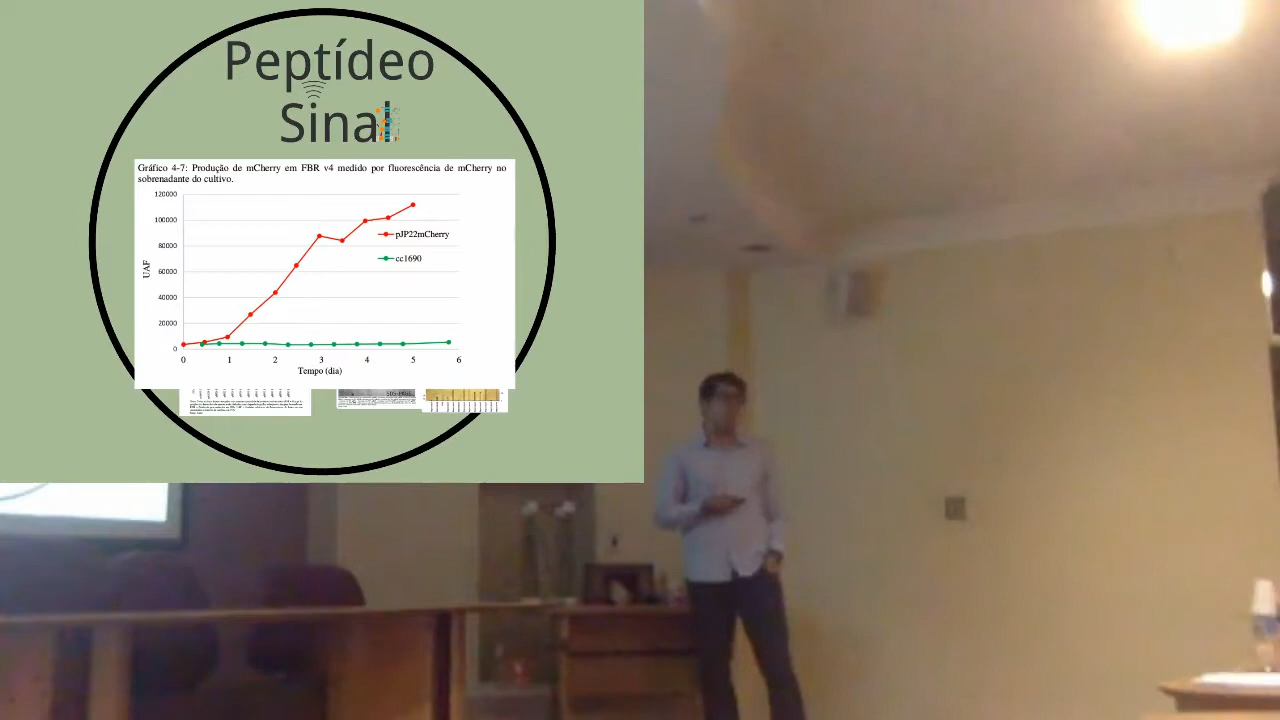 Peptídeo
Sinal
Gráfico 4-7: Produção de mCherry em FBR v4 medido por fluorescência de mCherry no
sobrenadante do cultivo.
120000
100000
80000
60000
40000
20000
0
UAF
pJP22mCherry
cc1690
0 1 2 3 4 5 6
Tempo (dia)
SDS-PAGE